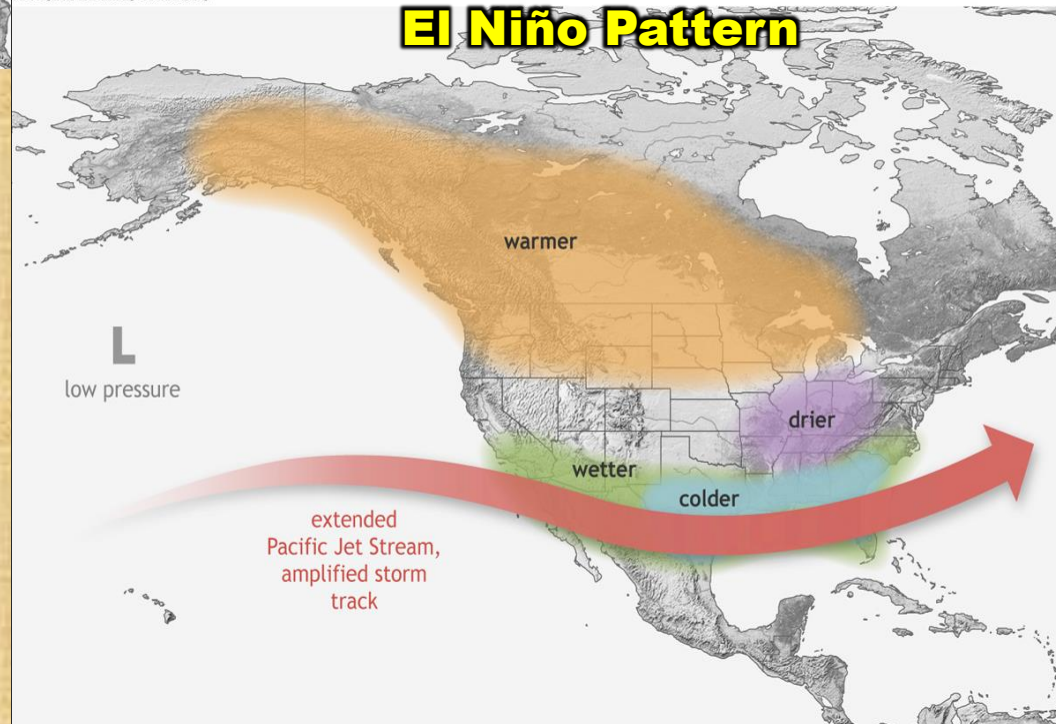 El Niño Pattern
warmer
L
low pressure
drier
wetter
colder
extended
Pacific Jet Stream,
amplified storm
track